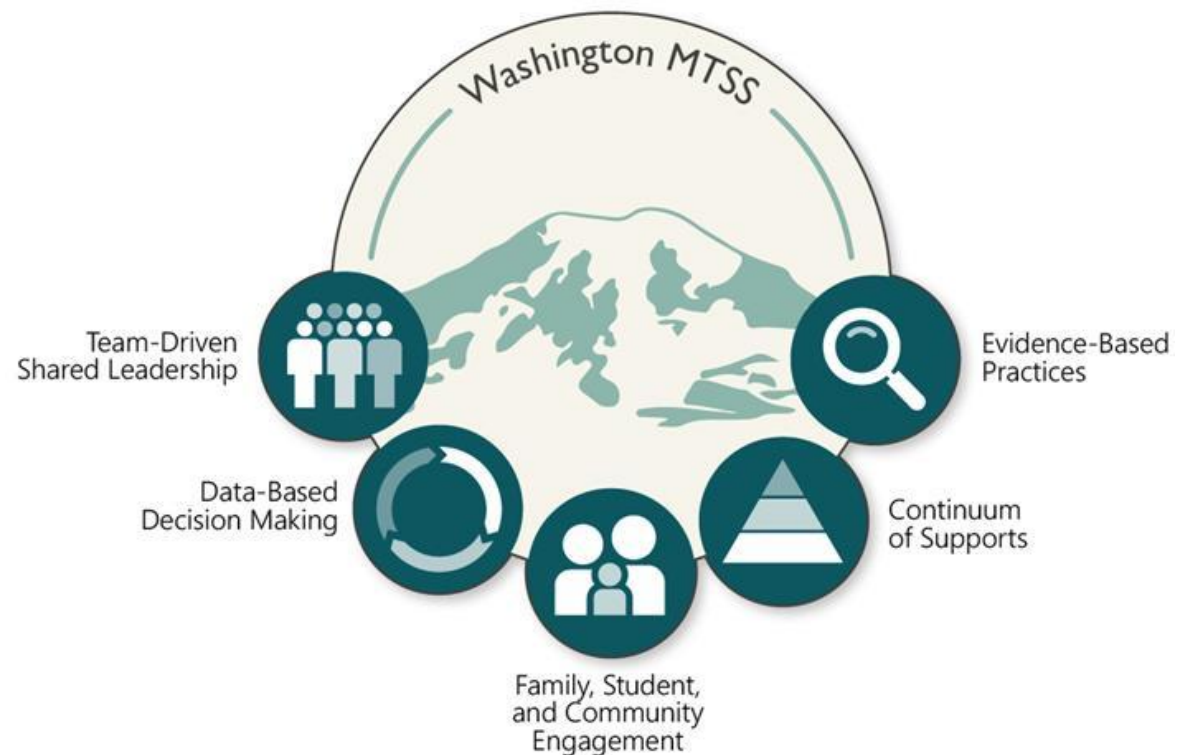 Washington MTSS
Team-Driven
Shared Leadership
Evidence-Based
Practices
Data-Based
Decision Making
Continuum
of Supports
Family, Student,
and Community
Engagement